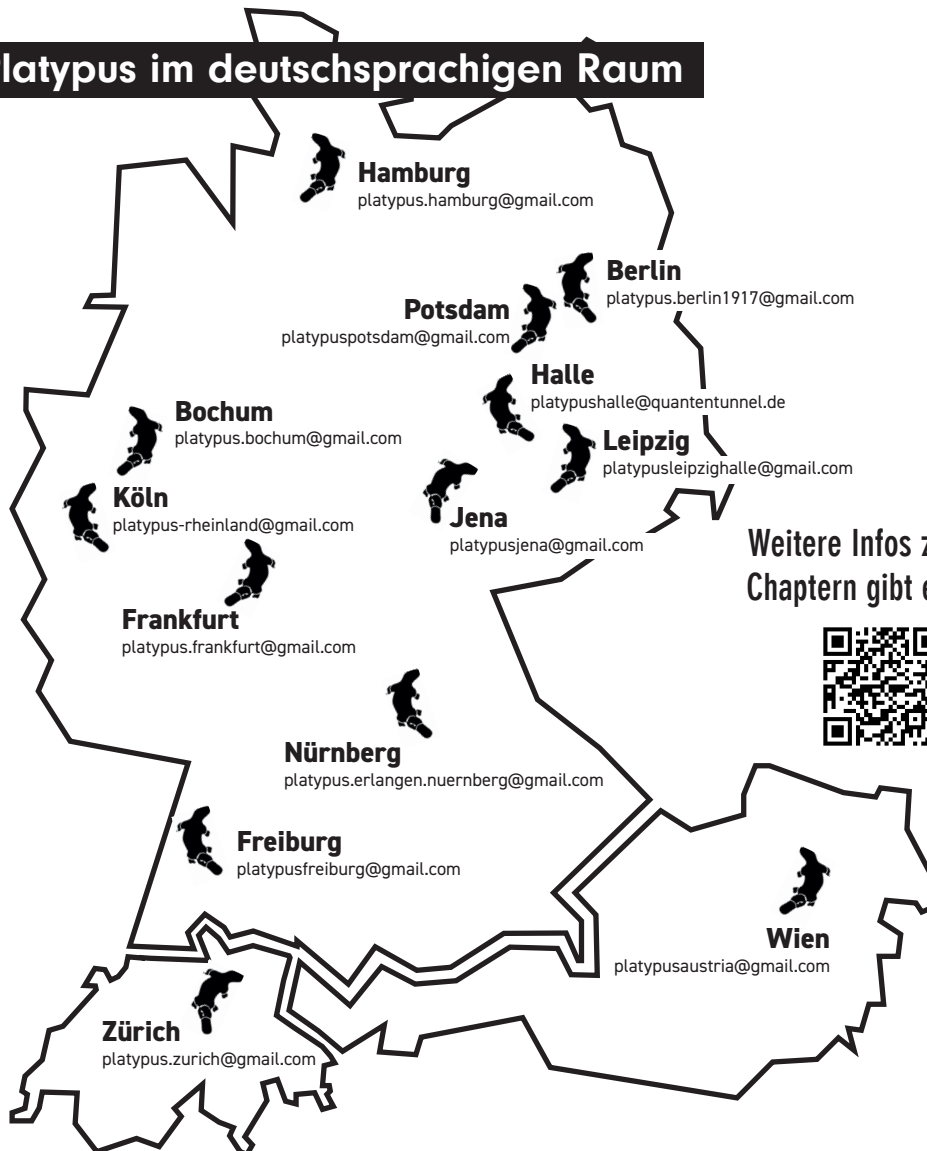 latypus im deutschsprachigen Raum
Hamburg
platypus.hamburg@gmail.com
Berlin
platypus.berlin1917@gmail.com
Potsdam
platypuspotsdam@gmail.com
Halle
platypushalle@quantentunnel.de
Bochum
platypus.bochum@gmail.com
Leipzig
platypusleipzighalle@gmail.com
Köln
platypus-rheinland@gmail.com
Jena
platypusjena@gmail.com
Weitere Infos z
Chaptern gibt e
Frankfurt
platypus.frankfurt@gmail.com
Nürnberg
platypus.erlangen.nuernberg@gmail.com
Freiburg
platypusfreiburg@gmail.com
Wien
platypusaustria@gmail.com
Zürich
platypus.zurich@gmail.com